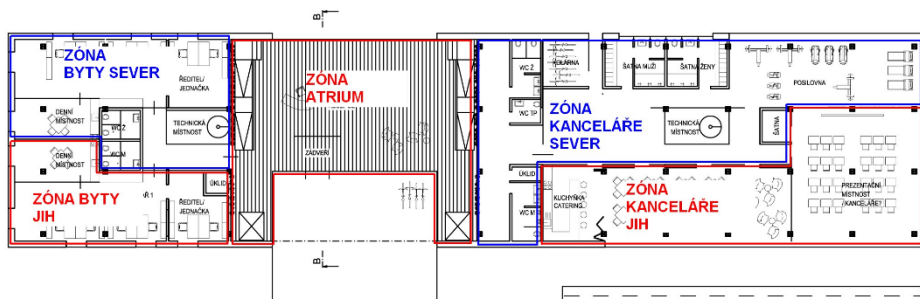 B
ZÓNA
BYTY SEVER
ŘEDITEL/
JEDNAČKA
DENNÍ
MÍSTNOST
WC Ž
WC M
TECHNICKÁ
MÍSTNOST
DENNÍ
MÍSTNOST
ZÓNA BYTY
JIH
ÚKLID
ŘEDITEL/
JEDNAČKA
ZÓNA
ATRIUM
ZÁDVEŘÍ
B
WC Ž
KOLÁRNA
WC TP
ÚKLID
WC M
ŠATNA MUŽI
ŠATNA ŽENY
POSILOVNA
ZÓNA
KANCELÁŘE
SEVER
TECHNICKÁ
MÍSTNOST
ŠATNA
KUCHYŇKA
CATERING
ZÓNA
KANCELÁŘE
JIH
PREZENTAČNÍ
MÍSTNOST
/KANCELÁŘE?